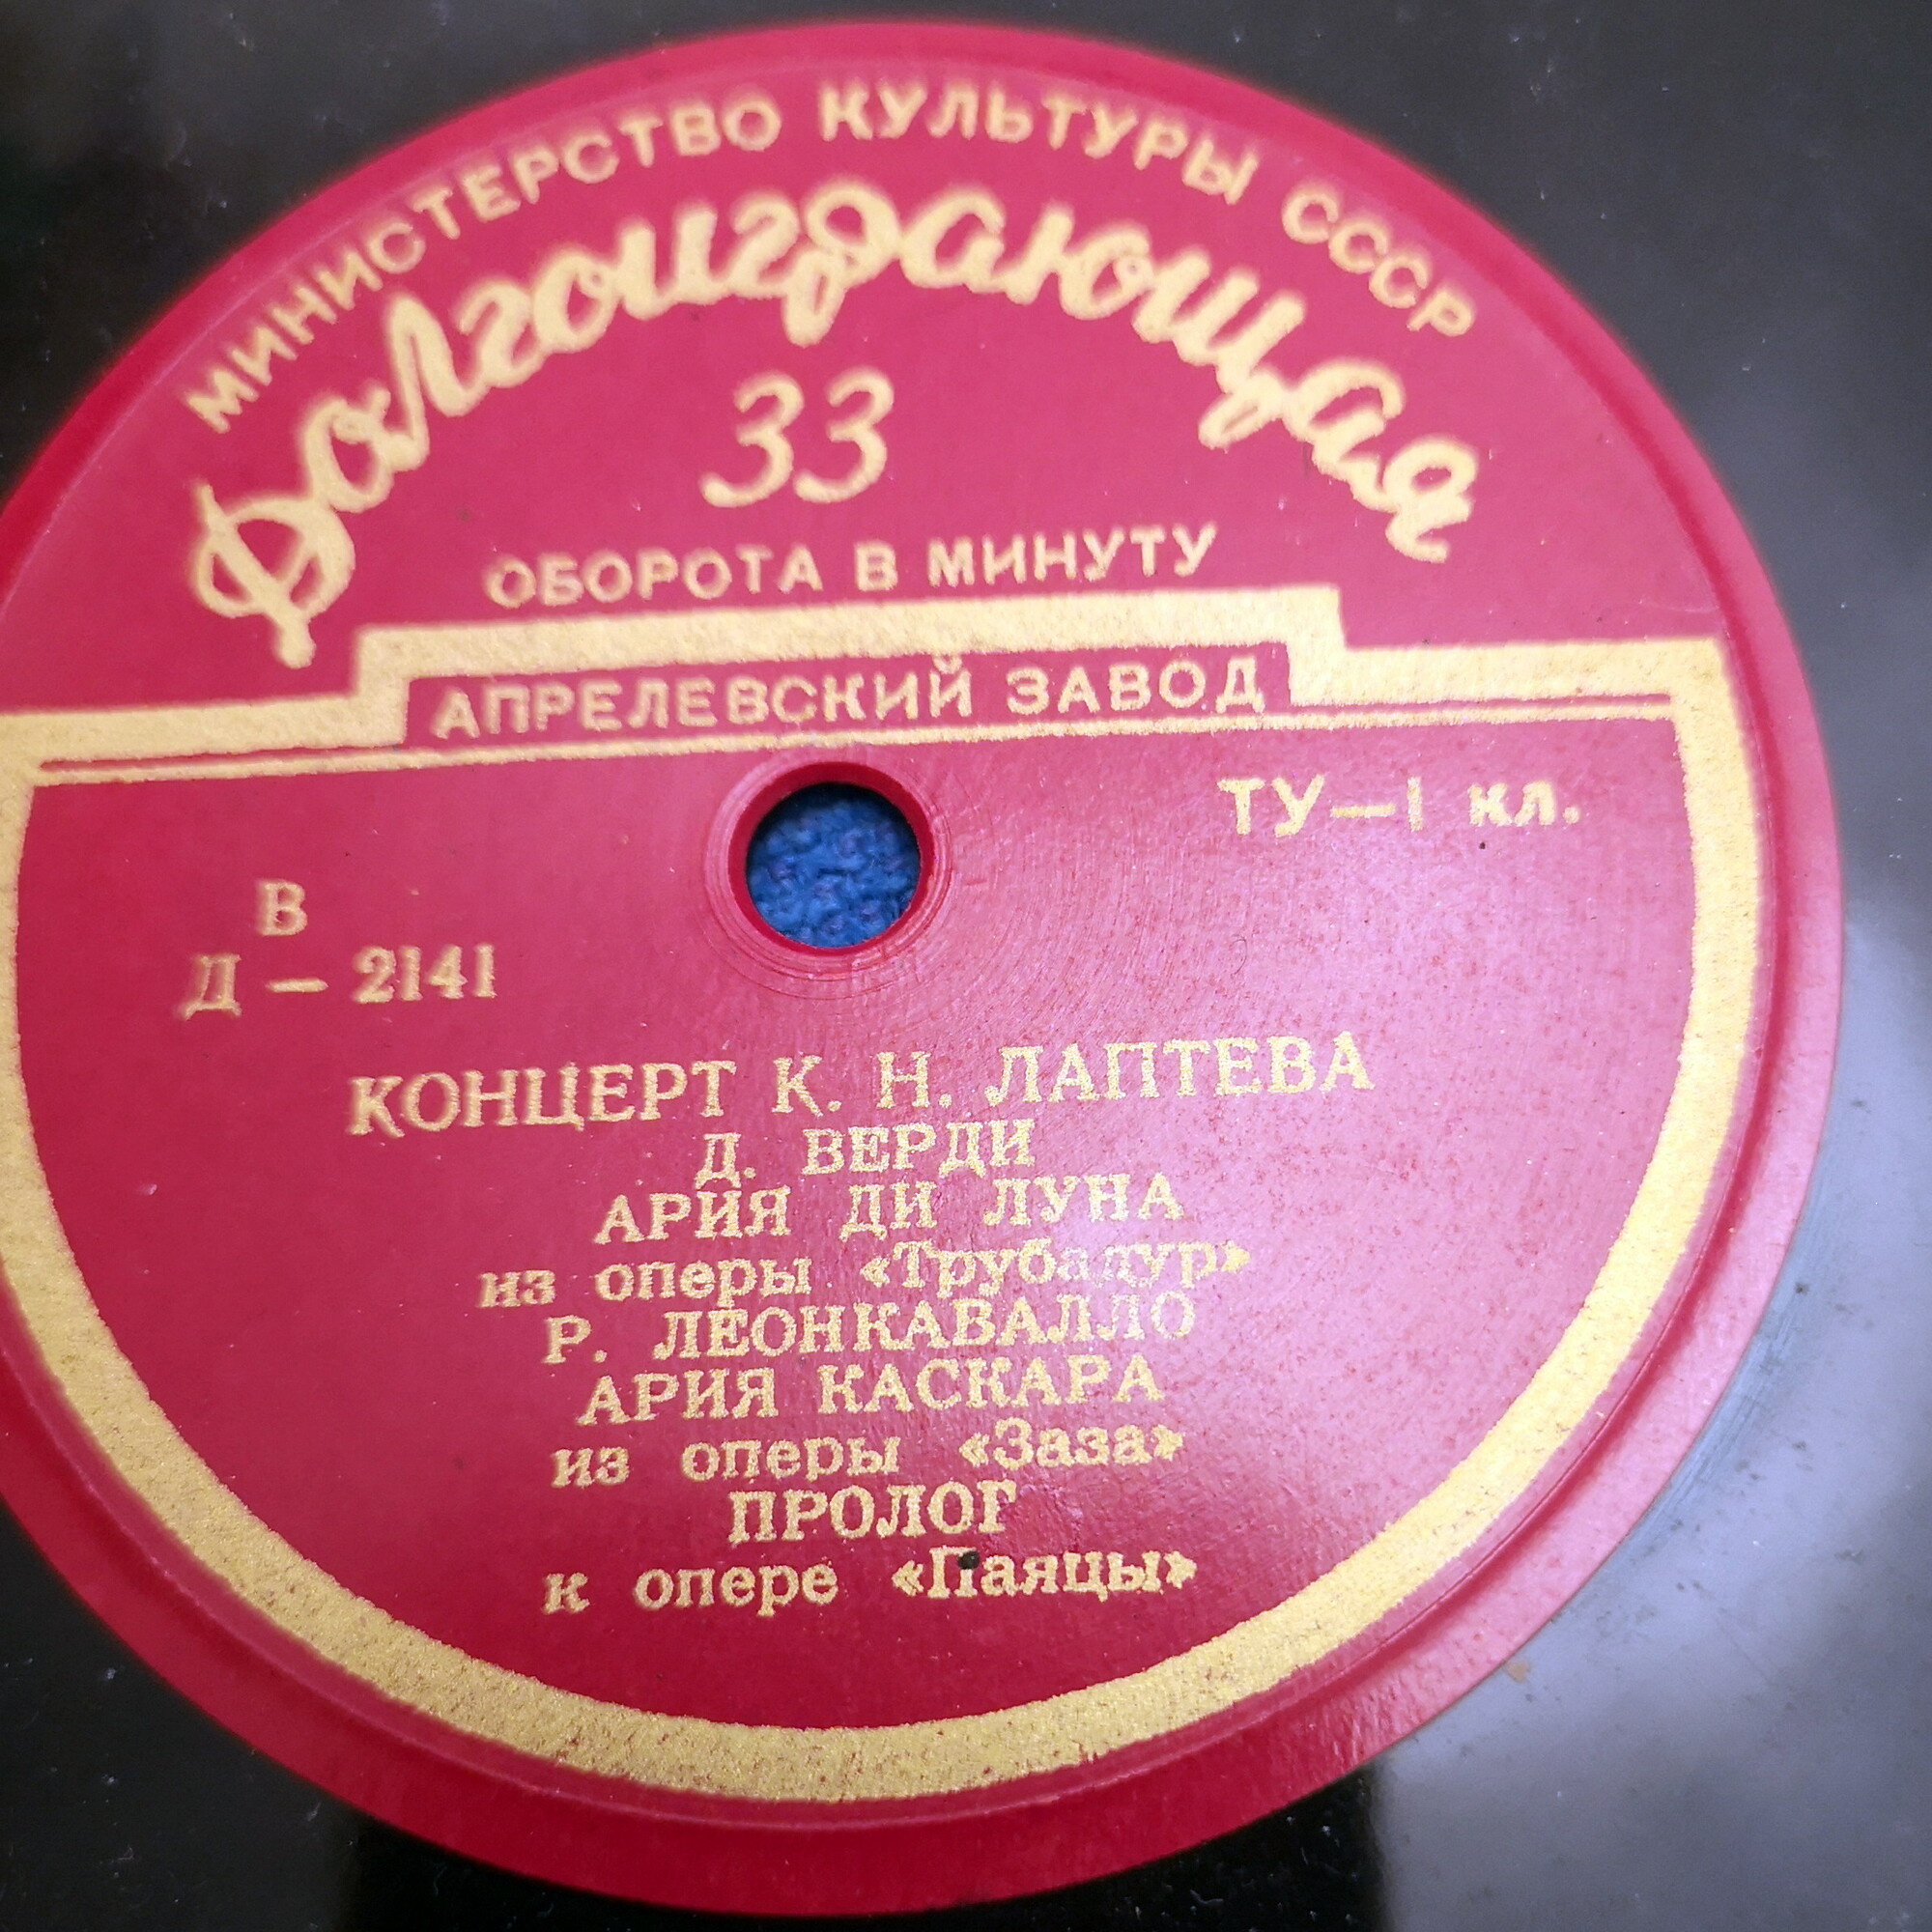 МИНИСТЕРСТВО КУЛЬТУРЫ СССР
Долгоиграющая
33
ОБОРОТА В МИНУТУ
АПРЕЛЕВСКИЙ ЗАВОД
ТУ—1 кл.
В
Д – 2141
КОНЦЕРТ К. Н. ЛАПТЕВА
Д. ВЕРДИ
АРИЯ ДИ ЛУНА
из оперы «Трубадур»
Р. ЛЕОНКАВАЛЛО
АРИЯ КАСКАРА
из оперы «Заза»
ПРОЛОГ
к опере «Паяцы»